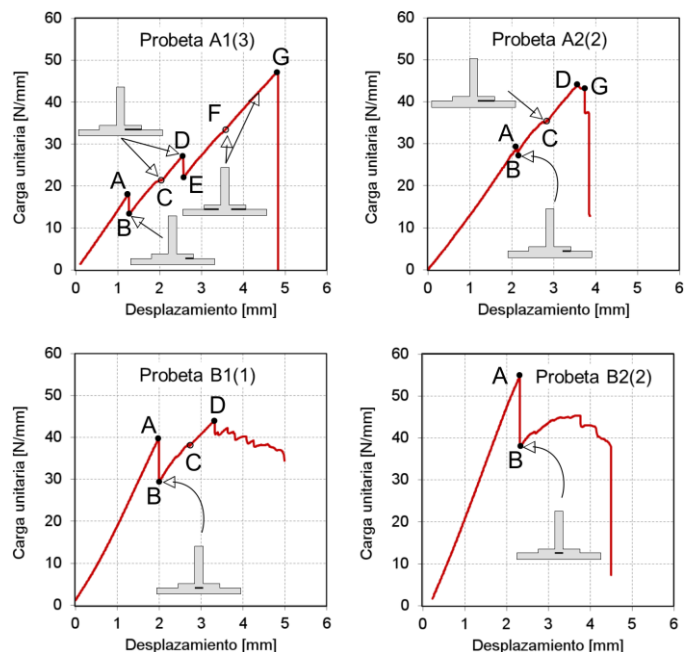 Probeta A1(3)
Carga unitaria [N/mm]
60
50
40
30
20
10
0
A
B
C
D
E
F
G
0 1 2 3 4 5 6
Desplazamiento [mm]
Probeta A2(2)
Carga unitaria [N/mm]
60
50
40
30
20
10
0
A
B
C
D
G
0 1 2 3 4 5 6
Desplazamiento [mm]
Probeta B1(1)
Carga unitaria [N/mm]
60
50
40
30
20
10
0
A
B
C
D
0 1 2 3 4 5 6
Desplazamiento [mm]
Probeta B2(2)
Carga unitaria [N/mm]
60
50
40
30
20
10
0
A
B
0 1 2 3 4 5 6
Desplazamiento [mm]